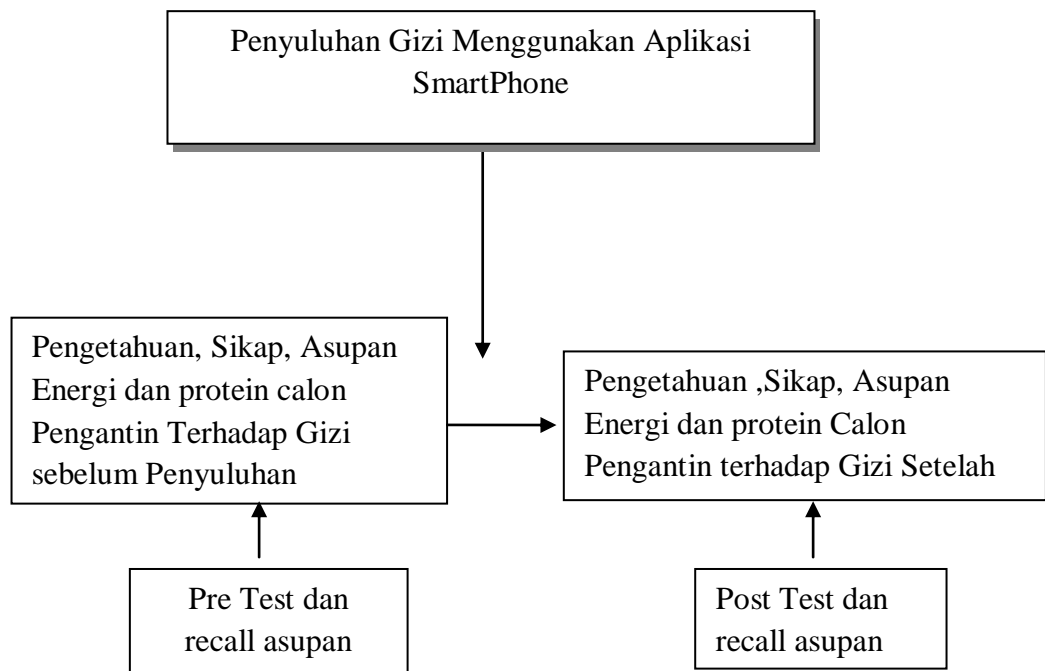 Penyuluhan Gizi Menggunakan Aplikasi
SmartPhone
Pengetahuan, Sikap, Asupan
Energi dan protein calon
Pengantin Terhadap Gizi
sebelum Penyuluhan
Pengetahuan ,Sikap, Asupan
Energi dan protein Calon
Pengantin terhadap Gizi Setelah
Pre Test dan
recall asupan
Post Test dan
recall asupan